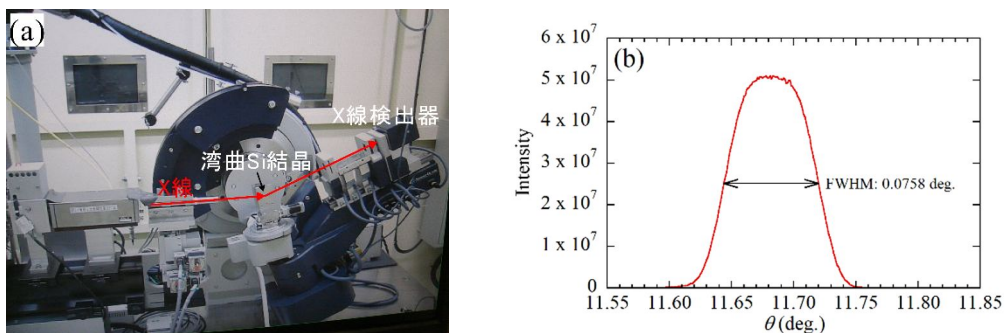 (a)
X線検出器
湾曲Si結晶
X線
(b)
6 x 10⁷
5 x 10⁷
4 x 10⁷
3 x 10⁷
2 x 10⁷
1 x 10⁷
0
Intensity
FWHM: 0.0758 deg.
11.55 11.60 11.65 11.70 11.75 11.80 11.85
θ (deg.)